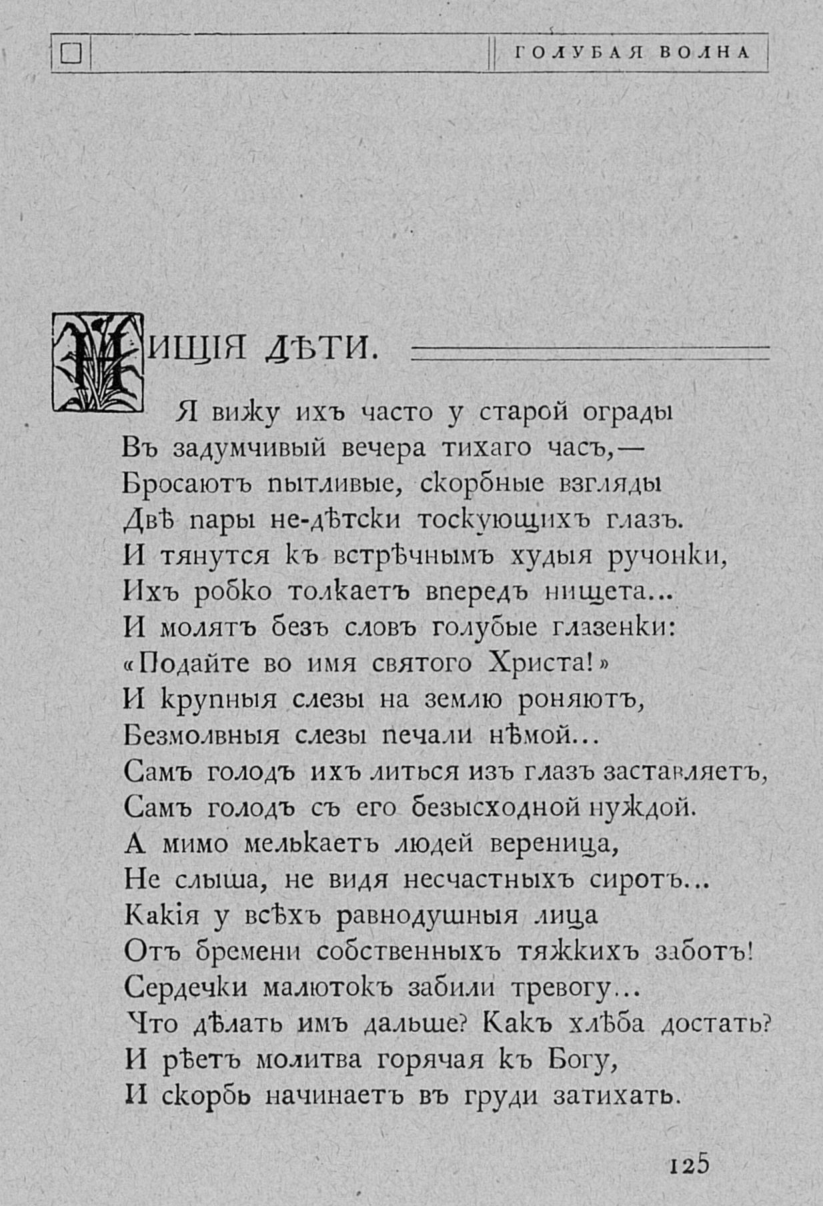 ГОЛУБАЯ ВОЛНА
НИЩІЯ ДѢТИ.
Я вижу ихъ часто у старой ограды
Въ задумчивый вечера тихаго часъ,—
Бросаютъ пытливые, скорбные взгляды
Двѣ пары не-дѣтски тоскующихъ глазъ.
И тянутся къ встрѣчнымъ худыя ручонки,
Ихъ робко толкаетъ впередъ нищета...
И молятъ безъ словъ голубые глазенки:
«Подайте во имя святого Христа!»
И крупныя слезы на землю роняютъ,
Безмолвныя слезы печали нѣмой...
Самъ голодъ ихъ литься изъ глазъ заставляетъ,
Самъ голодъ съ его безысходной нуждой.
А мимо мелькаетъ людей вереница,
Не слыша, не видя несчастныхъ сиротъ...
Какія у всѣхъ равнодушныя лица
Отъ бремени собственныхъ тяжкихъ заботъ!
Сердечки малютокъ забили тревогу...
Что дѣлать имъ дальше? Какъ хлѣба достать?
И рѣетъ молитва горячая къ Богу,
И скорбь начинаетъ въ груди затихать.
125